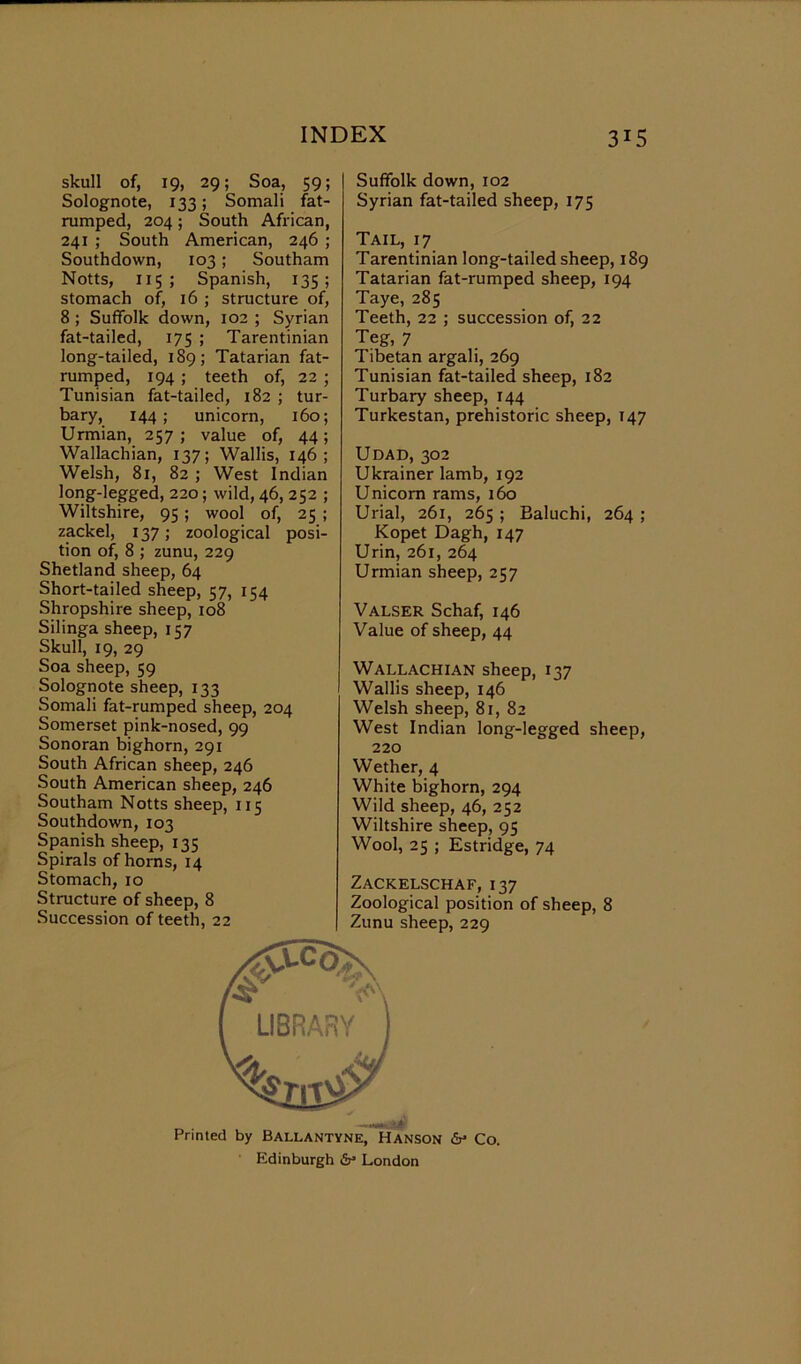 INDEX 315
skull of, 19, 29; Soa, 59;
Solognote, 133; Somali fat-
rumped, 204; South African,
241 ; South American, 246 ;
Southdown, 103; Southam
Notts, 115; Spanish, 135;
stomach of, 16 ; structure of,
8 ; Suffolk down, 102 ; Syrian
fat-tailed, 175 ; Tarentinian
long-tailed, 189; Tatarian fat-
rumped, 194 ; teeth of, 22 ;
Tunisian fat-tailed, 182 ; tur-
bary, 144 ; unicorn, 160;
Urmian, 257 ; value of, 44;
Wallachian, 137; Wallis, 146 ;
Welsh, 81, 82 ; West Indian
long-legged, 220; wild, 46, 252 ;
Wiltshire, 95 ; wool of, 25 ;
zackel, 137 ; zoological posi-
tion of, 8 ; zunu, 229
Shetland sheep, 64
Short-tailed sheep, 57, 154
Shropshire sheep, 108
Silinga sheep, 157
Skull, 19, 29
Soa sheep, 59
Solognote sheep, 133
Somali fat-rumped sheep, 204
Somerset pink-nosed, 99
Sonoran bighorn, 291
South African sheep, 246
South American sheep, 246
Southam Notts sheep, 115
Southdown, 103
Spanish sheep, 135
Spirals of horns, 14
Stomach, 10
Structure of sheep, 8
Succession of teeth, 22
Suffolk down, 102
Syrian fat-tailed sheep, 175
TAIL, 17
Tarentinian long-tailed sheep, 189
Tatarian fat-rumped sheep, 194
Taye, 285
Teeth, 22 ; succession of, 22
Teg, 7
Tibetan argali, 269
Tunisian fat-tailed sheep, 182
Turbary sheep, 144
Turkestan, prehistoric sheep, 147
UDAD, 302
Ukrainer lamb, 192
Unicorn rams, 160
Urial, 261, 265 ; Baluchi, 264 ;
Kopet Dagh, 147
Urin, 261, 264
Urmian sheep, 257
VALSER Schaf, 146
Value of sheep, 44
WALLACHIAN sheep, 137
Wallis sheep, 146
Welsh sheep, 81, 82
West Indian long-legged sheep,
220
Wether, 4
White bighorn, 294
Wild sheep, 46, 252
Wiltshire sheep, 95
Wool, 25 ; Estridge, 74
ZACKELSCHAF, 137
Zoological position of sheep, 8
Zunu sheep, 229
LIBRARY
Printed by BALLANTYNE, HANSON & Co.
Edinburgh & London